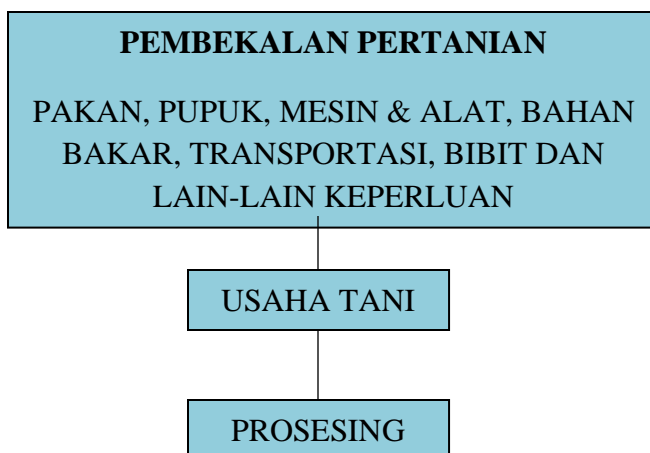 PEMBEKALAN PERTANIAN
PAKAN, PUPUK, MESIN & ALAT, BAHAN
BAKAR, TRANSPORTASI, BIBIT DAN
LAIN-LAIN KEPERLUAN
USAHA TANI
PROSESING